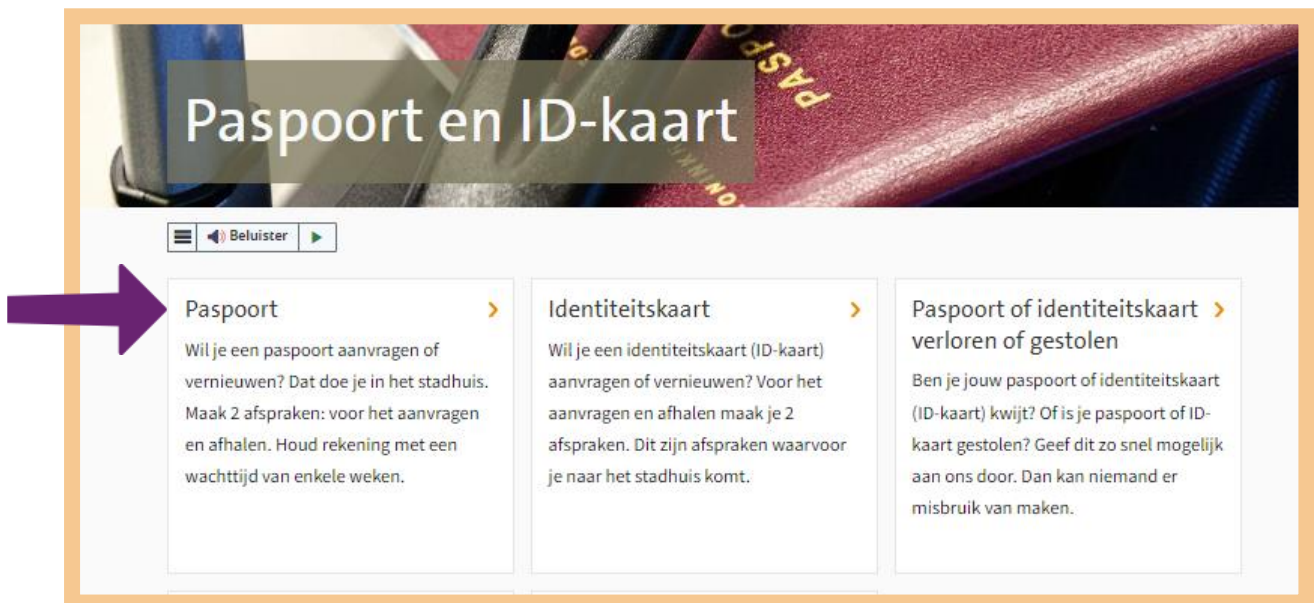 PASPO
KONINKR
Paspoort en ID-kaart
Beluister
Paspoort
Wil je een paspoort aanvragen of
vernieuwen? Dat doe je in het stadhuis.
Maak 2 afspraken: voor het aanvragen
en afhalen. Houd rekening met een
wachttijd van enkele weken.
Identiteitskaart
Wil je een identiteitskaart (ID-kaart)
aanvragen of vernieuwen? Voor het
aanvragen en afhalen maak je 2
afspraken. Dit zijn afspraken waarvoor
je naar het stadhuis komt.
Paspoort of identiteitskaart
verloren of gestolen
Ben je jouw paspoort of identiteitskaart
(ID-kaart) kwijt? Of is je paspoort of ID-
kaart gestolen? Geef dit zo snel mogelijk
aan ons door. Dan kan niemand er
misbruik van maken.